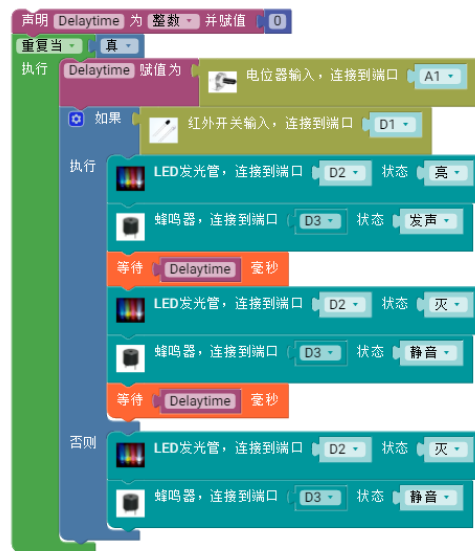 声明 Delaytime 为 整数 并赋值 0
重复当 真
执行 Delaytime 赋值为 电位器输入，连接到端口 A1
如果 红外开关输入，连接到端口 D1
执行 LED发光管，连接到端口 D2 状态 亮
蜂鸣器，连接到端口 D3 状态 发声
等待 Delaytime 毫秒
LED发光管，连接到端口 D2 状态 灭
蜂鸣器，连接到端口 D3 状态 静音
等待 Delaytime 毫秒
否则 LED发光管，连接到端口 D2 状态 灭
蜂鸣器，连接到端口 D3 状态 静音